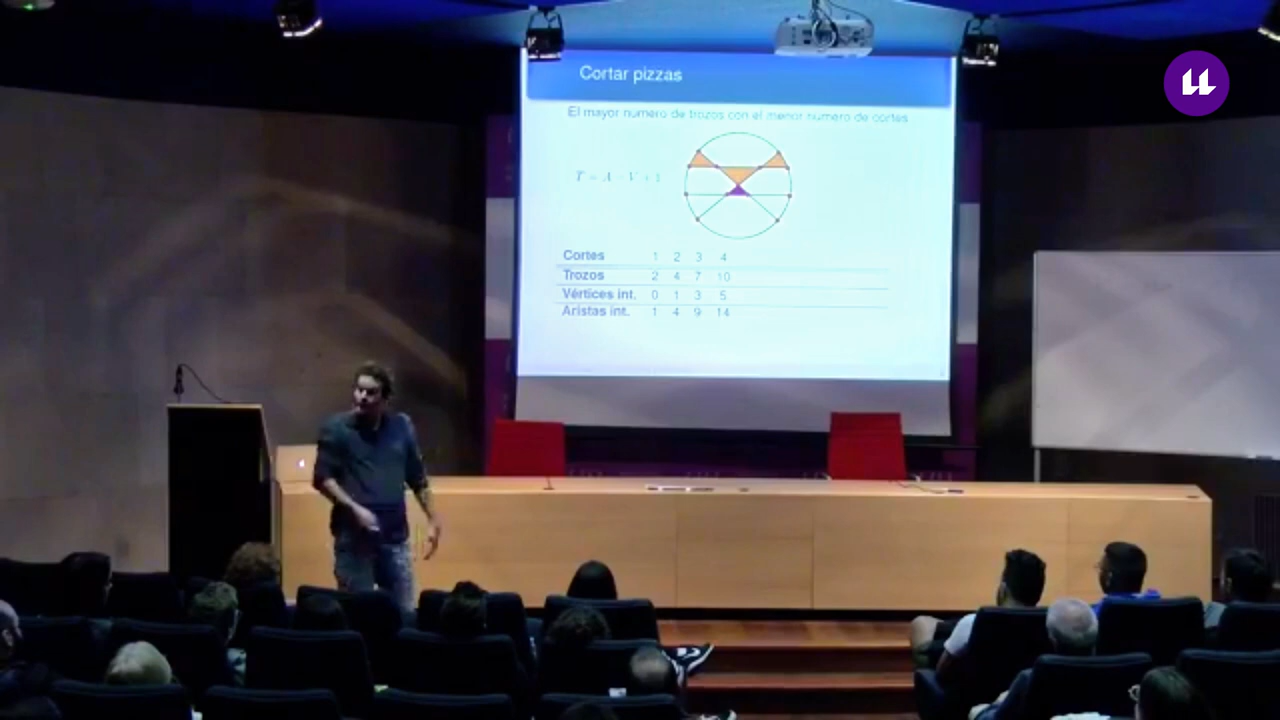 Cortar pizzas
El mayor número de trozos con el menor número de cortes
T = A - V + 1
Cortes 1 2 3 4
Trozos 2 4 7 10
Vértices int. 0 1 3 5
Aristas int. 1 4 9 14